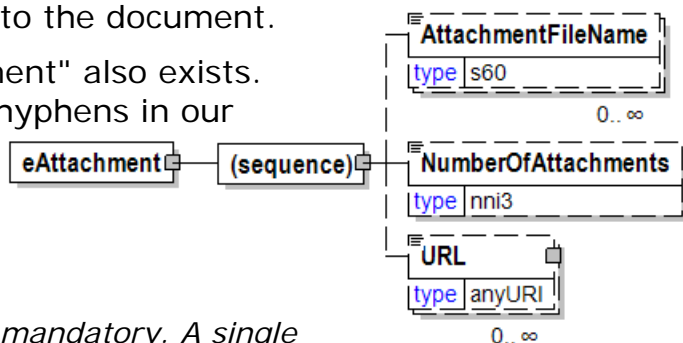 to the document.
AttachmentFileName
type s60
ment" also exists.
0.. ∞
hyphens in our
eAttachment
(sequence)
NumberOfAttachments
type nni3
URL
type anyURI
mandatory. A single
0.. ∞